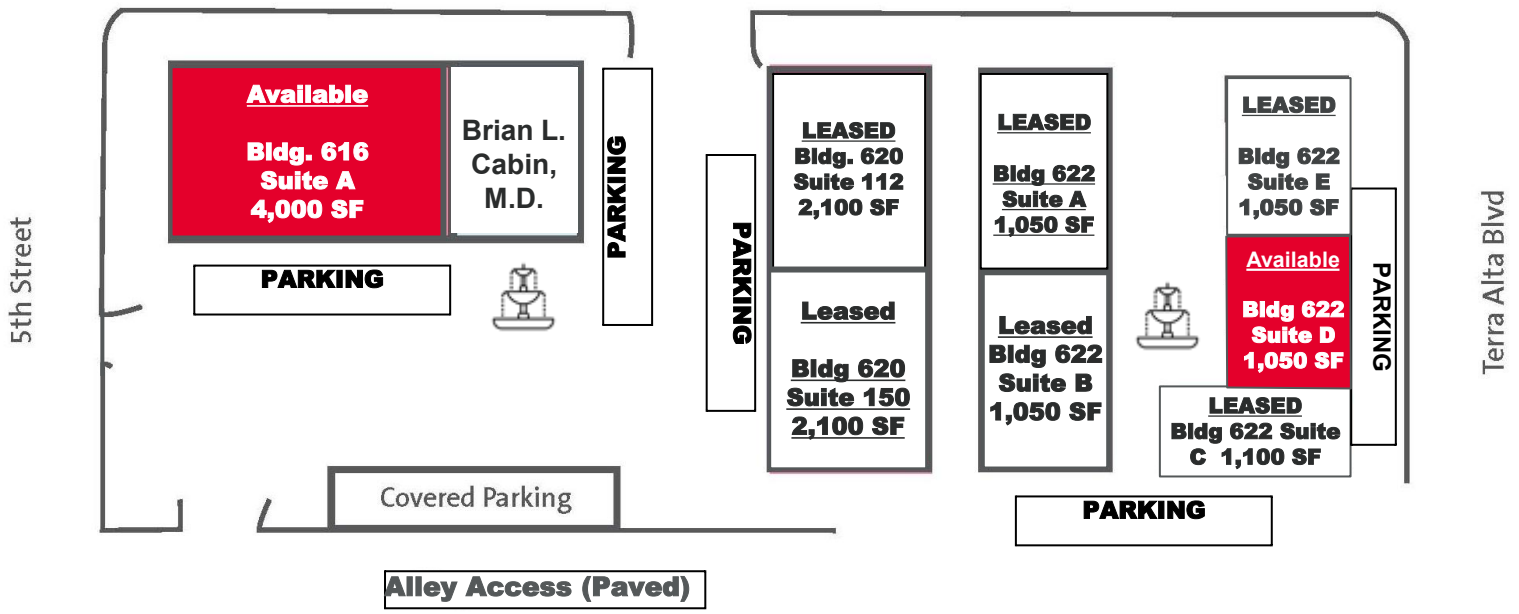 5th Street
Available
Bldg. 616
Suite A
4,000 SF
Brian L.
Cabin,
M.D.
PARKING
PARKING
PARKING
LEASED
Bldg. 620
Suite 112
2,100 SF
Leased
Bldg 620
Suite 150
2,100 SF
LEASED
Bldg 622
Suite A
1,050 SF
Leased
Bldg 622
Suite B
1,050 SF
LEASED
Bldg 622
Suite E
1,050 SF
Available
Bldg 622
Suite D
1,050 SF
LEASED
Bldg 622 Suite
C 1,100 SF
PARKING
PARKING
Terra Alta Blvd
Covered Parking
Alley Access (Paved)